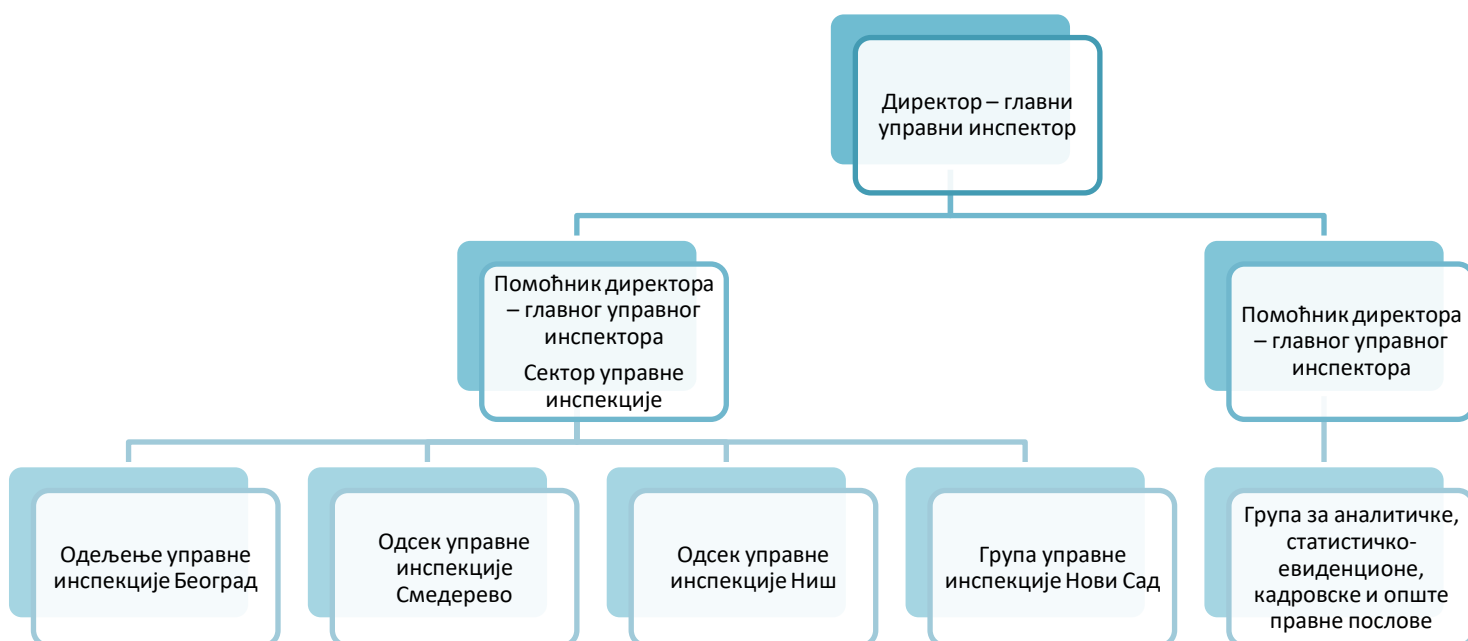 Директор – главни
управни инспектор
Помоћник директора
– главног управног
инспектора
Сектор управне
инспекције
Помоћник директора
– главног управног
инспектора
Одељење управне
инспекције Београд
Одсек управне
инспекције
Смедерево
Одсек управне
инспекције Ниш
Група управне
инспекције Нови Сад
Група за аналитичке,
статистичко-
евиденционе,
кадровске и опште
правне послове